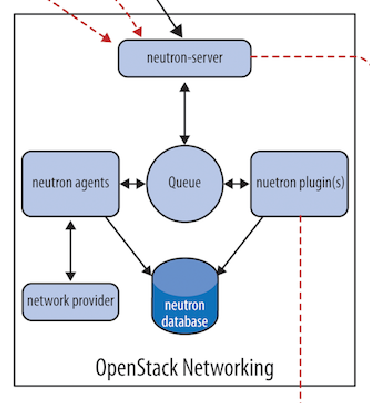 neutron-server
neutron agents
Queue
nuetron plugin(s)
network provider
neutron
database
OpenStack Networking